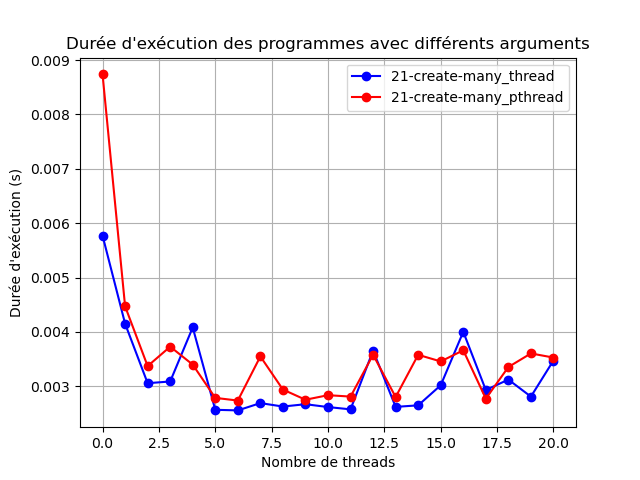 Durée d'exécution des programmes avec différents arguments
21-create-many_thread
21-create-many_pthread
0.009
0.008
0.007
0.006
0.005
0.004
0.003
Durée d'exécution (s)
0.0 2.5 5.0 7.5 10.0 12.5 15.0 17.5 20.0
Nombre de threads